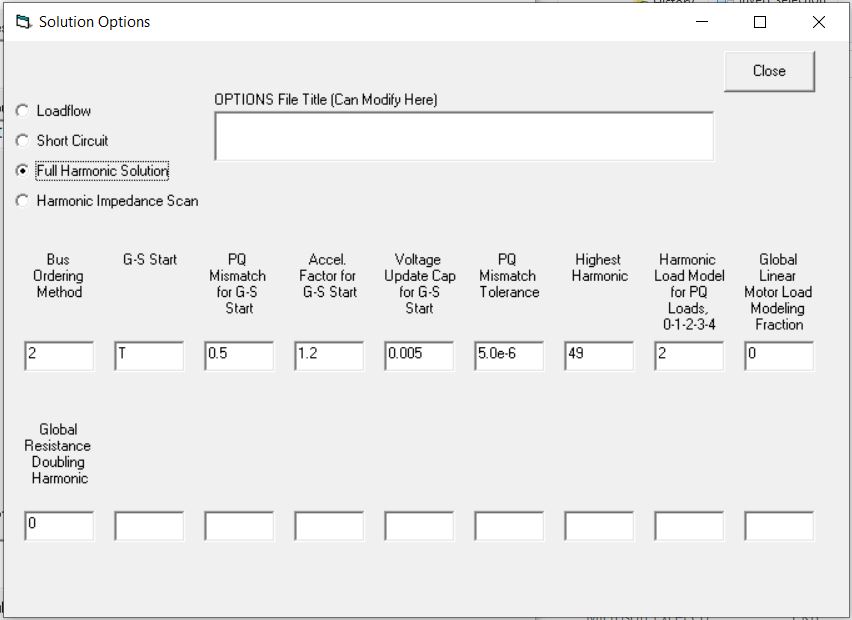 Solution Options
Close
OPTIONS File Title (Can Modify Here)
Loadflow
Short Circuit
Full Harmonic Solution
Harmonic Impedance Scan
Bus
Ordering
Method
G-S Start
PQ
Mismatch
for G-S
Start
Accel.
Factor for
G-S Start
Voltage
Update Cap
for G-S
Start
PQ
Mismatch
Tolerance
Highest
Harmonic
Harmonic
Load Model
for PQ
Loads,
0-1-2-3-4
Global
Linear
Motor Load
Modeling
Fraction
2
T
0.5
1.2
0.005
5.0e-6
49
2
0
Global
Resistance
Doubling
Harmonic
0